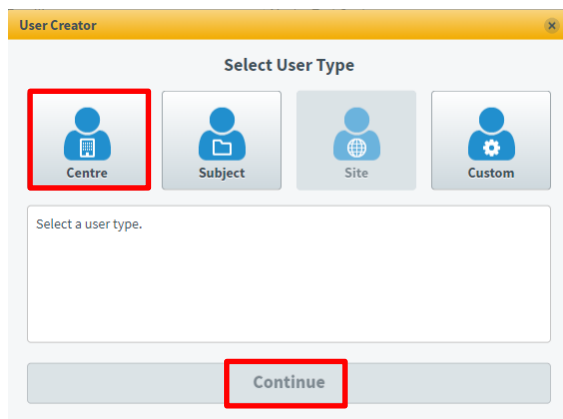 User Creator
Select User Type
Centre
Subject
Site
Custom
Select a user type.
Continue